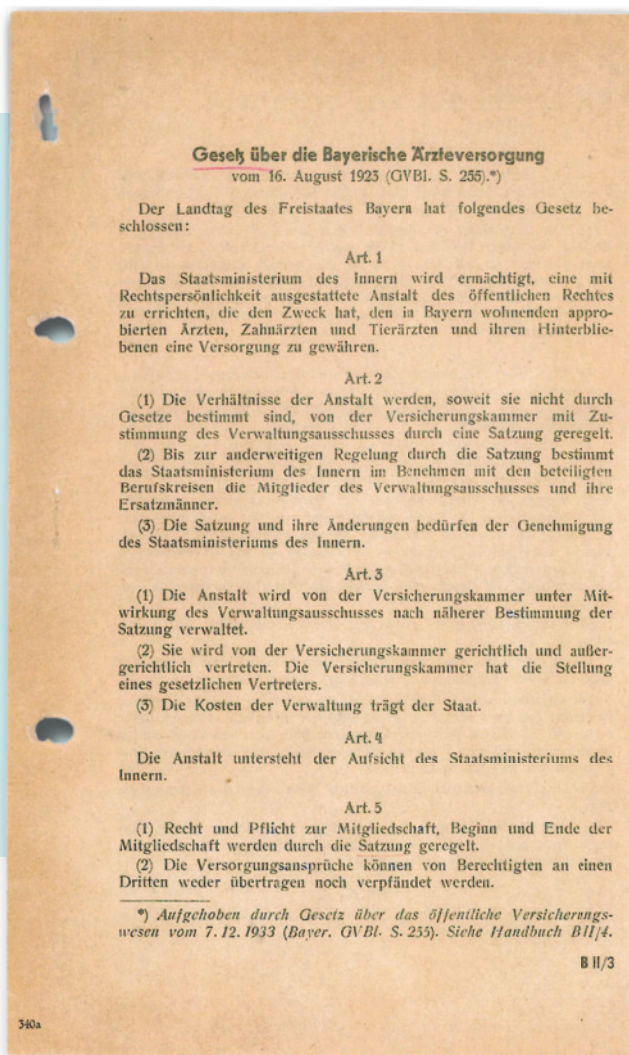 Gesetz über die Bayerische Ärzteversorgung
vom 16. August 1923 (GVBl. S. 255).*)
Der Landtag des Freistaates Bayern hat folgendes Gesetz be-
schlossen:
Art. 1
Das Staatsministerium des Innern wird ermächtigt, eine mit
Rechtspersönlichkeit ausgestattete Anstalt des öffentlichen Rechtes
zu errichten, die den Zweck hat, den in Bayern wohnenden appro-
bierten Ärzten, Zahnärzten und Tierärzten und ihren Hinterblie-
benen eine Versorgung zu gewähren.
Art. 2
(1) Die Verhältnisse der Anstalt werden, soweit sie nicht durch
Gesetze bestimmt sind, von der Versicherungskammer mit Zu-
stimmung des Verwaltungsausschusses durch eine Satzung geregelt.
(2) Bis zur anderweitigen Regelung durch die Satzung bestimmt
das Staatsministerium des Innern im Benehmen mit den beteiligten
Berufskreisen die Mitglieder des Verwaltungsausschusses und ihre
Ersatzmänner.
(3) Die Satzung und ihre Änderungen bedürfen der Genehmigung
des Staatsministeriums des Innern.
Art. 3
(1) Die Anstalt wird von der Versicherungskammer unter Mit-
wirkung des Verwaltungsausschusses nach näherer Bestimmung der
Satzung verwaltet.
(2) Sie wird von der Versicherungskammer gerichtlich und außer-
gerichtlich vertreten. Die Versicherungskammer hat die Stellung
eines gesetzlichen Vertreters.
(3) Die Kosten der Verwaltung trägt der Staat.
Art. 4
Die Anstalt untersteht der Aufsicht des Staatsministeriums des
Innern.
Art. 5
(1) Recht und Pflicht zur Mitgliedschaft, Beginn und Ende der
Mitgliedschaft werden durch die Satzung geregelt.
(2) Die Versorgungsansprüche können von Berechtigten an einen
Dritten weder übertragen noch verpfändet werden.
*) Aufgehoben durch Gesetz über das öffentliche Versicherungs-
wesen vom 7. 12. 1933 (Bayer. GVBl. S. 255). Siehe Handbuch B II/4.
B II/3
340a